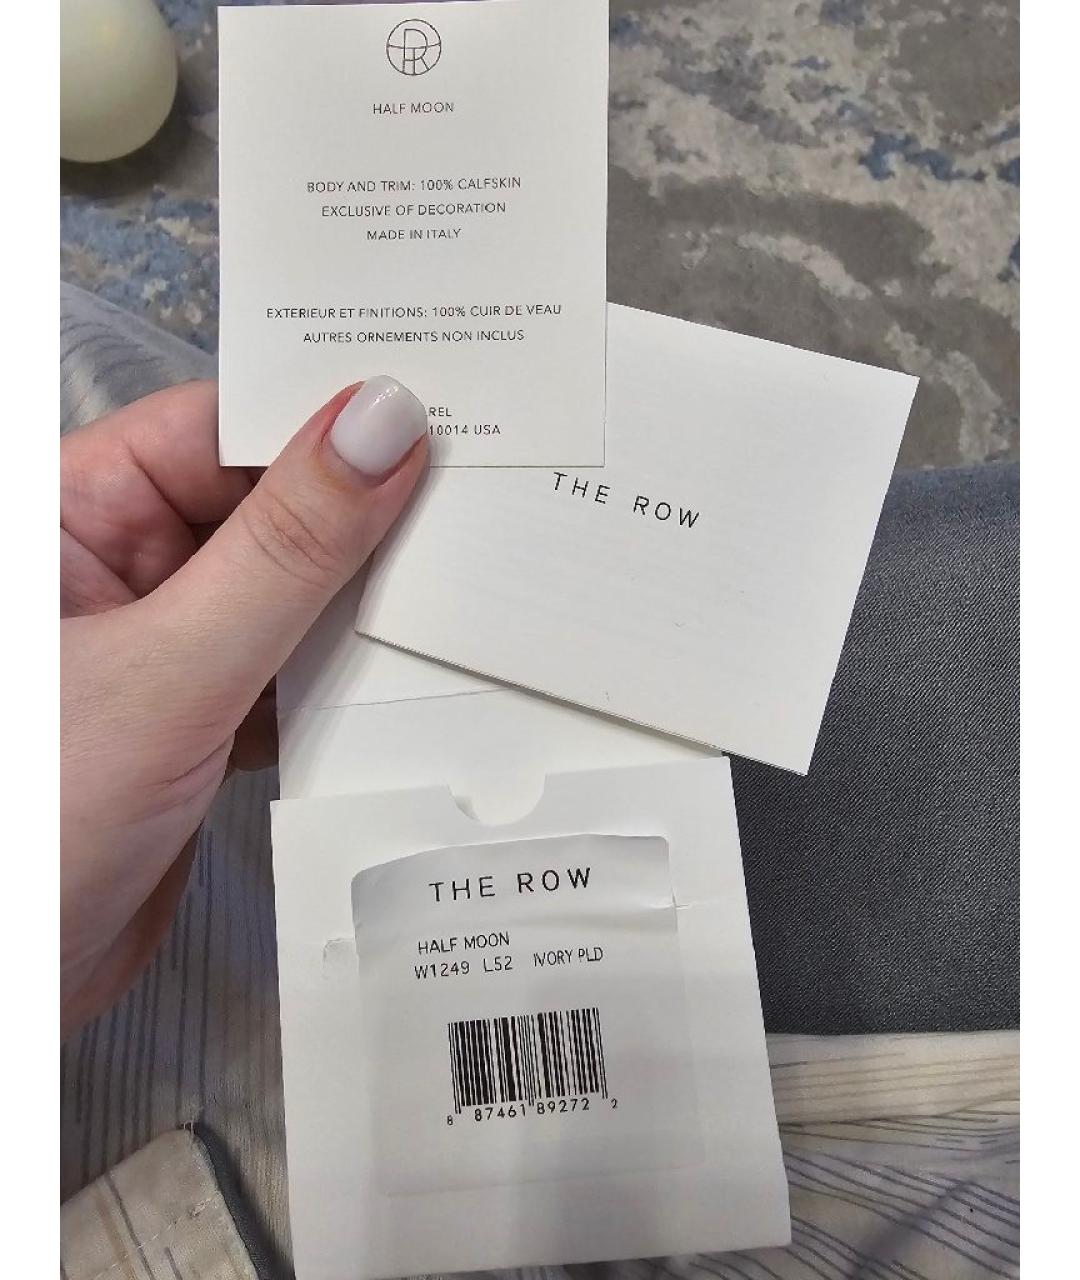 HALF MOON
BODY AND TRIM: 100% CALFSKIN
EXCLUSIVE OF DECORATION
MADE IN ITALY
EXTERIEUR ET FINITIONS: 100% CUIR DE VEAU
AUTRES ORNEMENTS NON INCLUS
REL
10014 USA
THE ROW
THE ROW
HALF MOON
W1249 L52 IVORY PLD
8 87461 89272 2